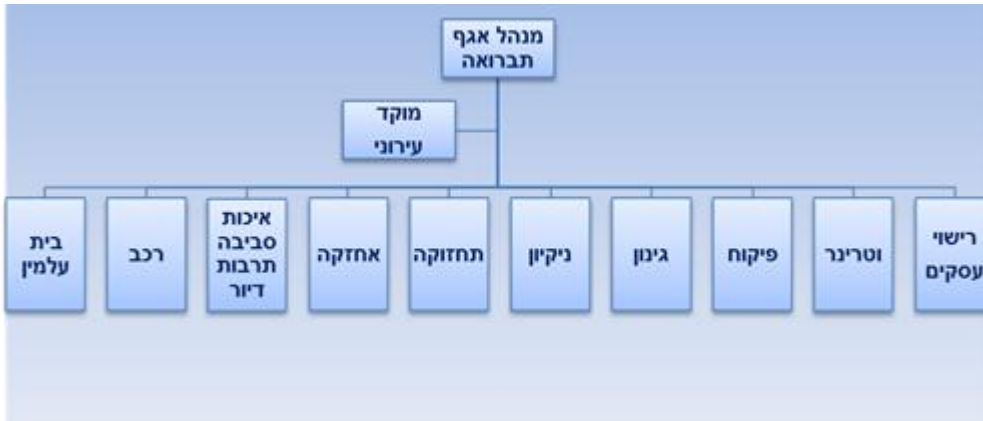 מנהל אגף
תברואה
מוקד
עירוני
רישוי
עסקים
וטרינר
פיקוח
גינון
ניקיון
תחזוקה
אחזקה
איכות
סביבה
תרבות
דיור
רכב
בית
עלמין